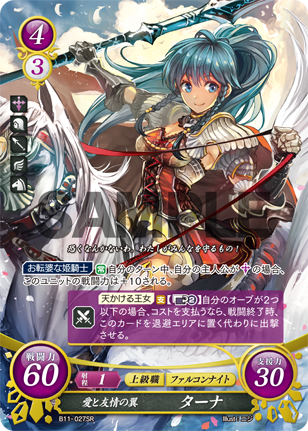 4
3
SAMPLE
悪くなんかないわ、わたしがみんなを守るもの!
お転婆な姫騎士 常 自分のターン中、自分の主人公が の場合、
このユニットの戦闘力は+10される。
天かける王女 支 自分のオーブが2つ
以下の場合、コストを支払うなら、戦闘終了時、
このカードを退避エリアに置く代わりに出撃
させる。
戦闘力
60
射程
1
上級職
ファルコンナイト
支援力
30
愛と友情の翼
ターナ
B11-027SR